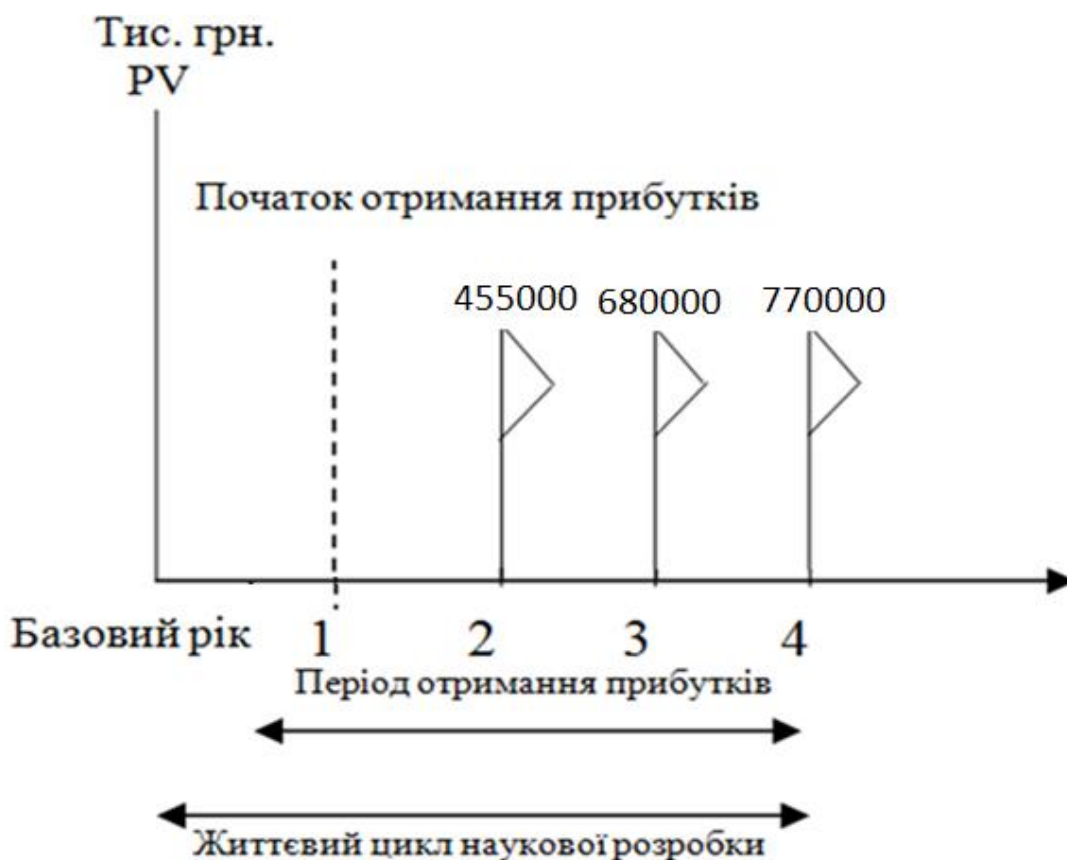 Тис. грн.
PV
Початок отримання прибутків
455000 680000 770000
Базовий рік 1 2 3 4
Період отримання прибутків
Життєвий цикл наукової розробки